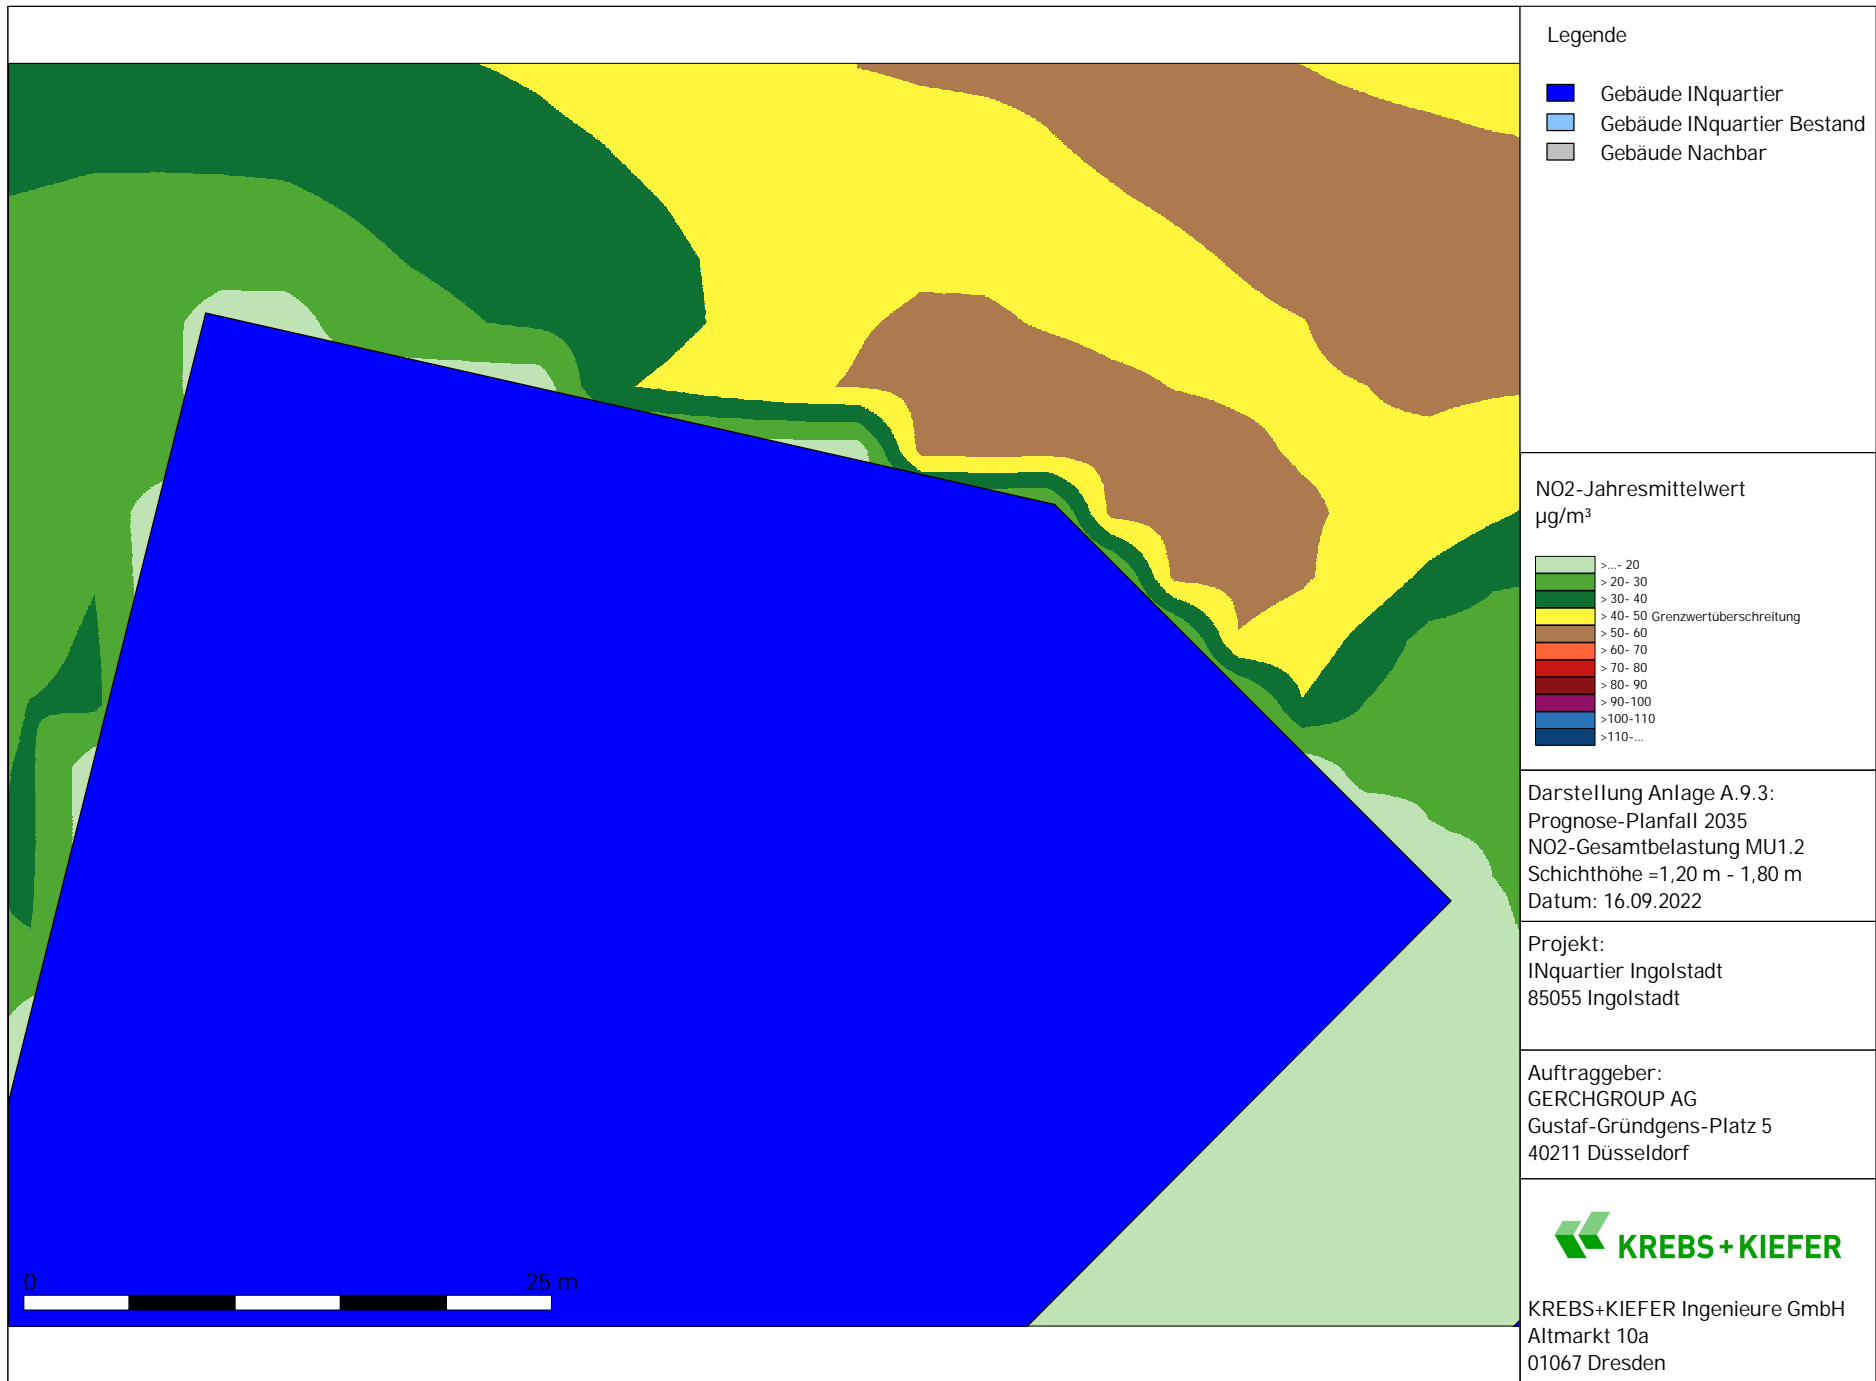 Legende
Gebäude INquartier
Gebäude INquartier Bestand
Gebäude Nachbar
NO2-Jahresmittelwert
µg/m³
>...- 20
> 20- 30
> 30- 40
> 40- 50 Grenzwertüberschreitung
> 50- 60
> 60- 70
> 70- 80
> 80- 90
> 90-100
>100-110
>110-...
Darstellung Anlage A.9.3:
Prognose-Planfall 2035
NO2-Gesamtbelastung MU1.2
Schichthöhe =1,20 m - 1,80 m
Datum: 16.09.2022
Projekt:
INquartier Ingolstadt
85055 Ingolstadt
Auftraggeber:
GERCHGROUP AG
Gustaf-Gründgens-Platz 5
40211 Düsseldorf
KREBS+KIEFER
KREBS+KIEFER Ingenieure GmbH
Altmarkt 10a
01067 Dresden
0 25 m